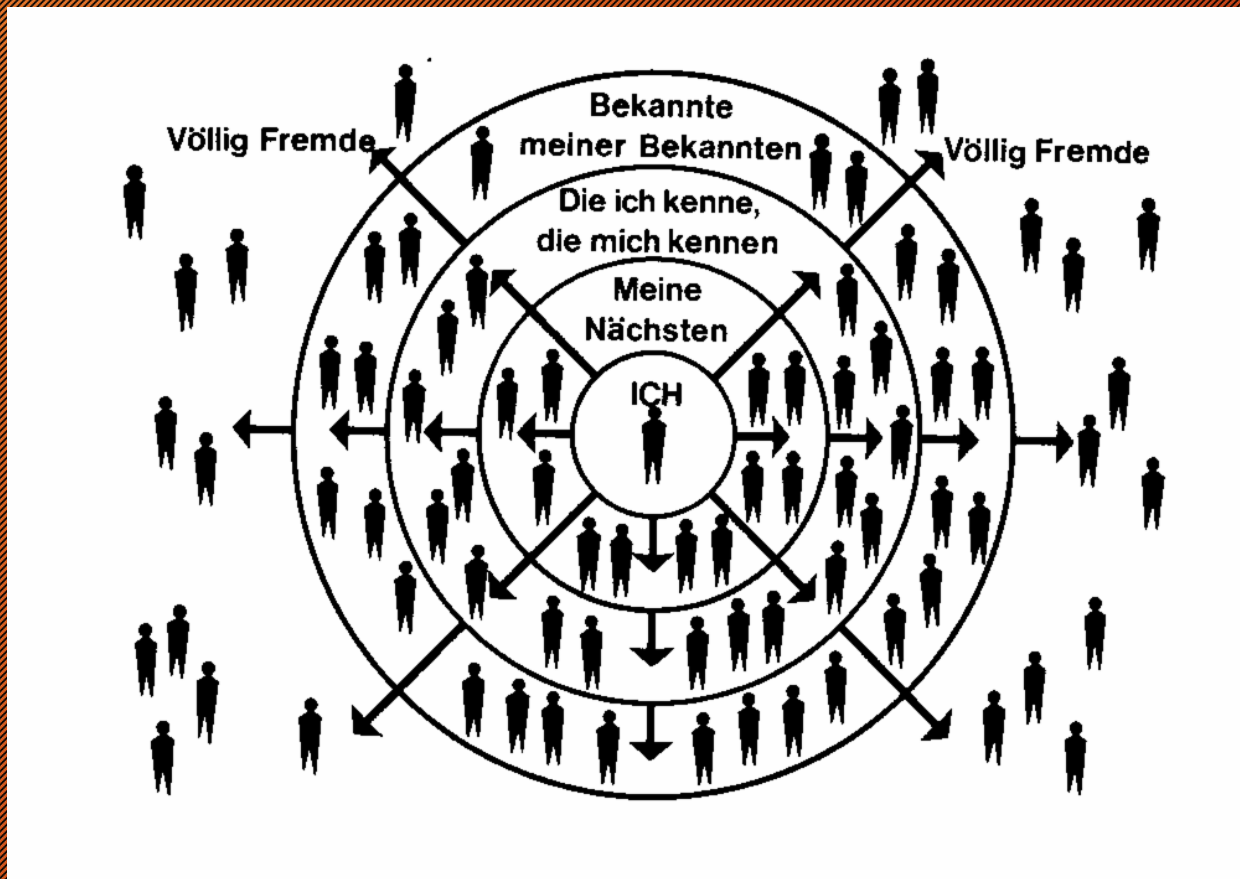 Bekannte
meiner Bekannten
Völlig Fremde
Völlig Fremde
Die ich kenne,
die mich kennen
Meine
Nächsten
ICH